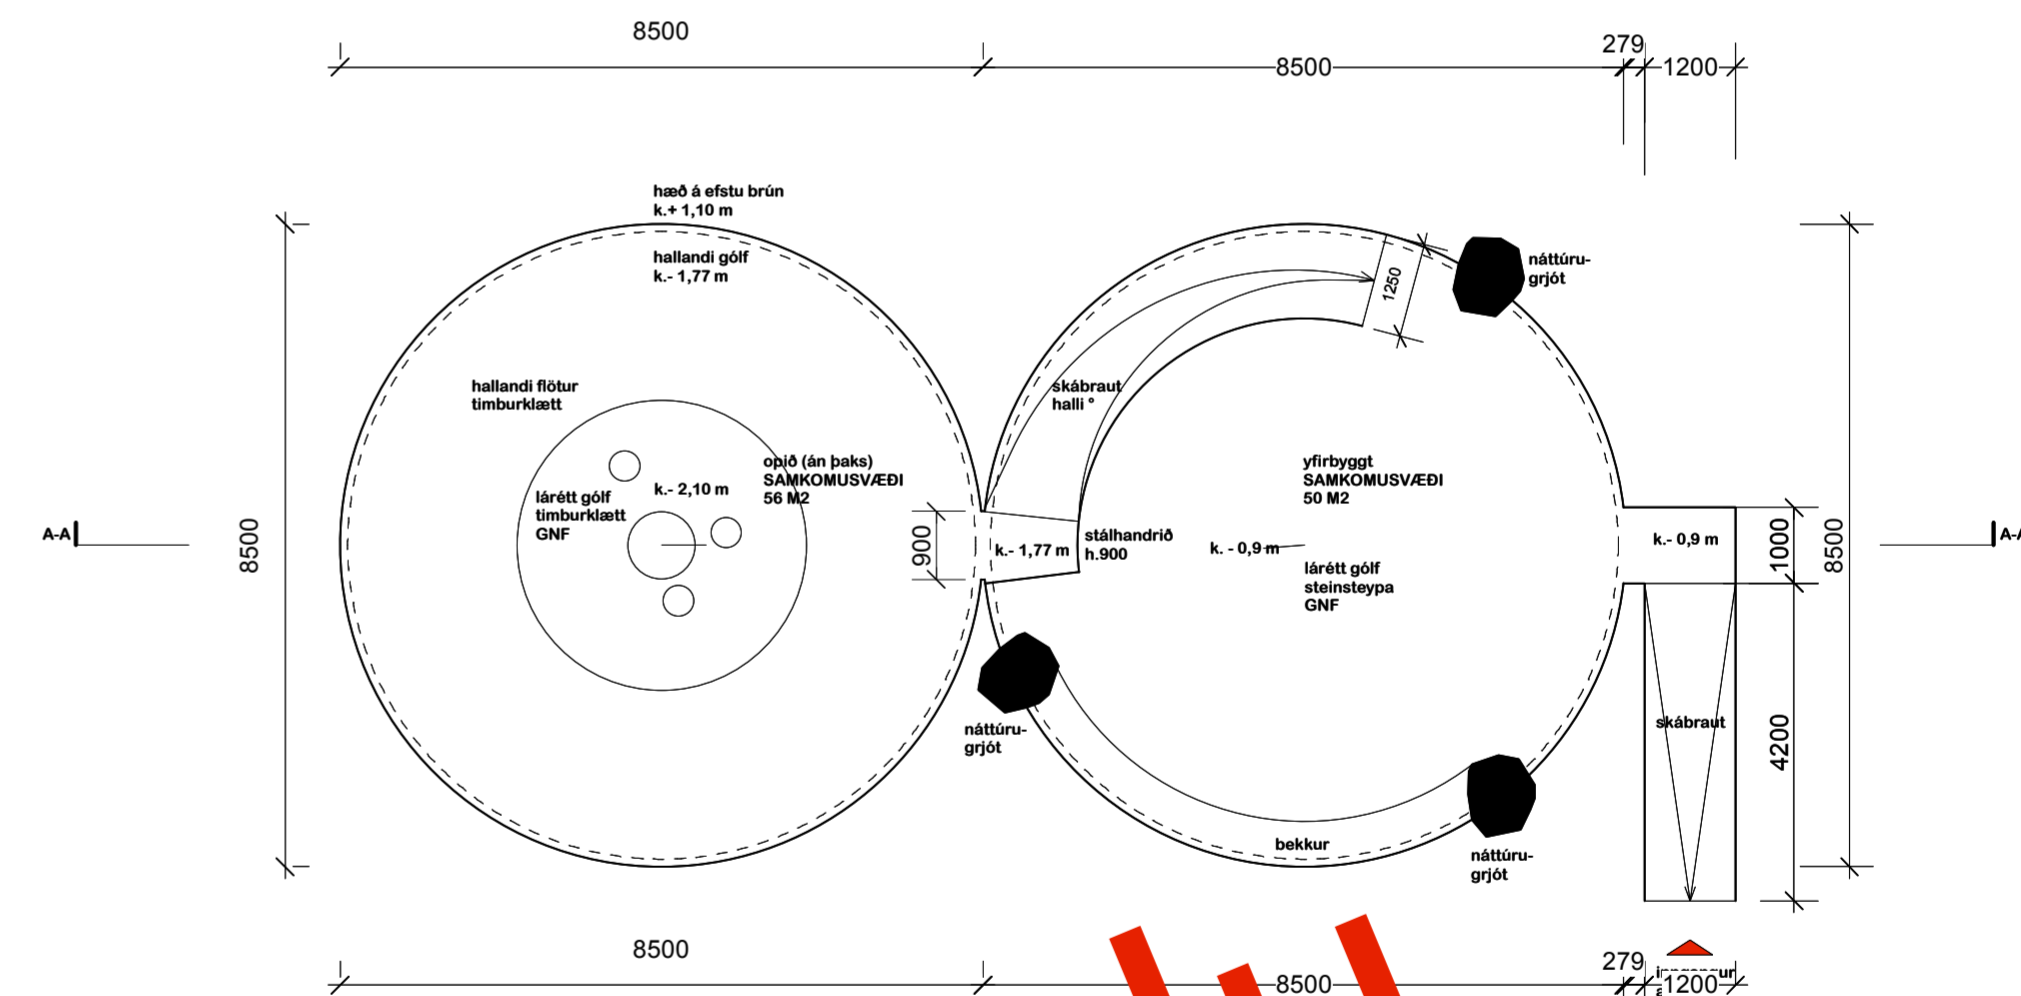 8500
279
8500
1200
hæð á efstu brún
k.+ 1,10 m
hallandi gólf
k.- 1,77 m
1250
náttúru-
grjót
hallandi flötur
timburklætt
skábraut
halli °
opið (án þaks)
SAMKOMUSVÆÐI
56 M2
yfirbyggt
SAMKOMUSVÆÐI
50 M2
k.- 2,10 m
lárétt gólf
timburklætt
GNF
A-A
8500
900
k.- 1,77 m
stálhandrið
h.900
k. - 0,9 m
lárétt gólf
steinsteypa
GNF
k.- 0,9 m
1000
8500
náttúru-
grjót
skábraut
4200
bekkur
náttúru-
grjót
8500
279
8500
1200